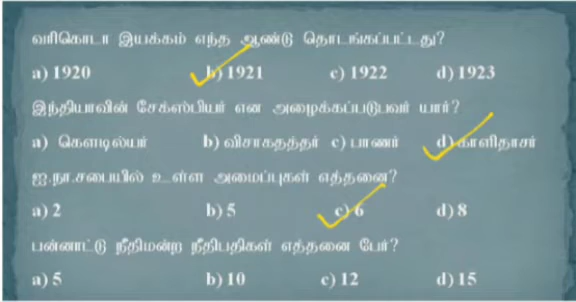 வரிகொடா இயக்கம் எந்த ஆண்டு தொடங்கப்பட்டது?
a) 1920 b) 1921 c) 1922 d) 1923
இந்தியாவின் சேக்ஸ்பியர் என அழைக்கப்படுபவர் யார்?
a) கௌடில்யர் b) விசாகதத்தர் c) பாணர் d) காளிதாசர்
ஐ.நா.சபையில் உள்ள அமைப்புகள் எத்தனை?
a) 2 b) 5 c) 6 d) 8
பன்னாட்டு நீதிமன்ற நீதிபதிகள் எத்தனை பேர்?
a) 5 b) 10 c) 12 d) 15